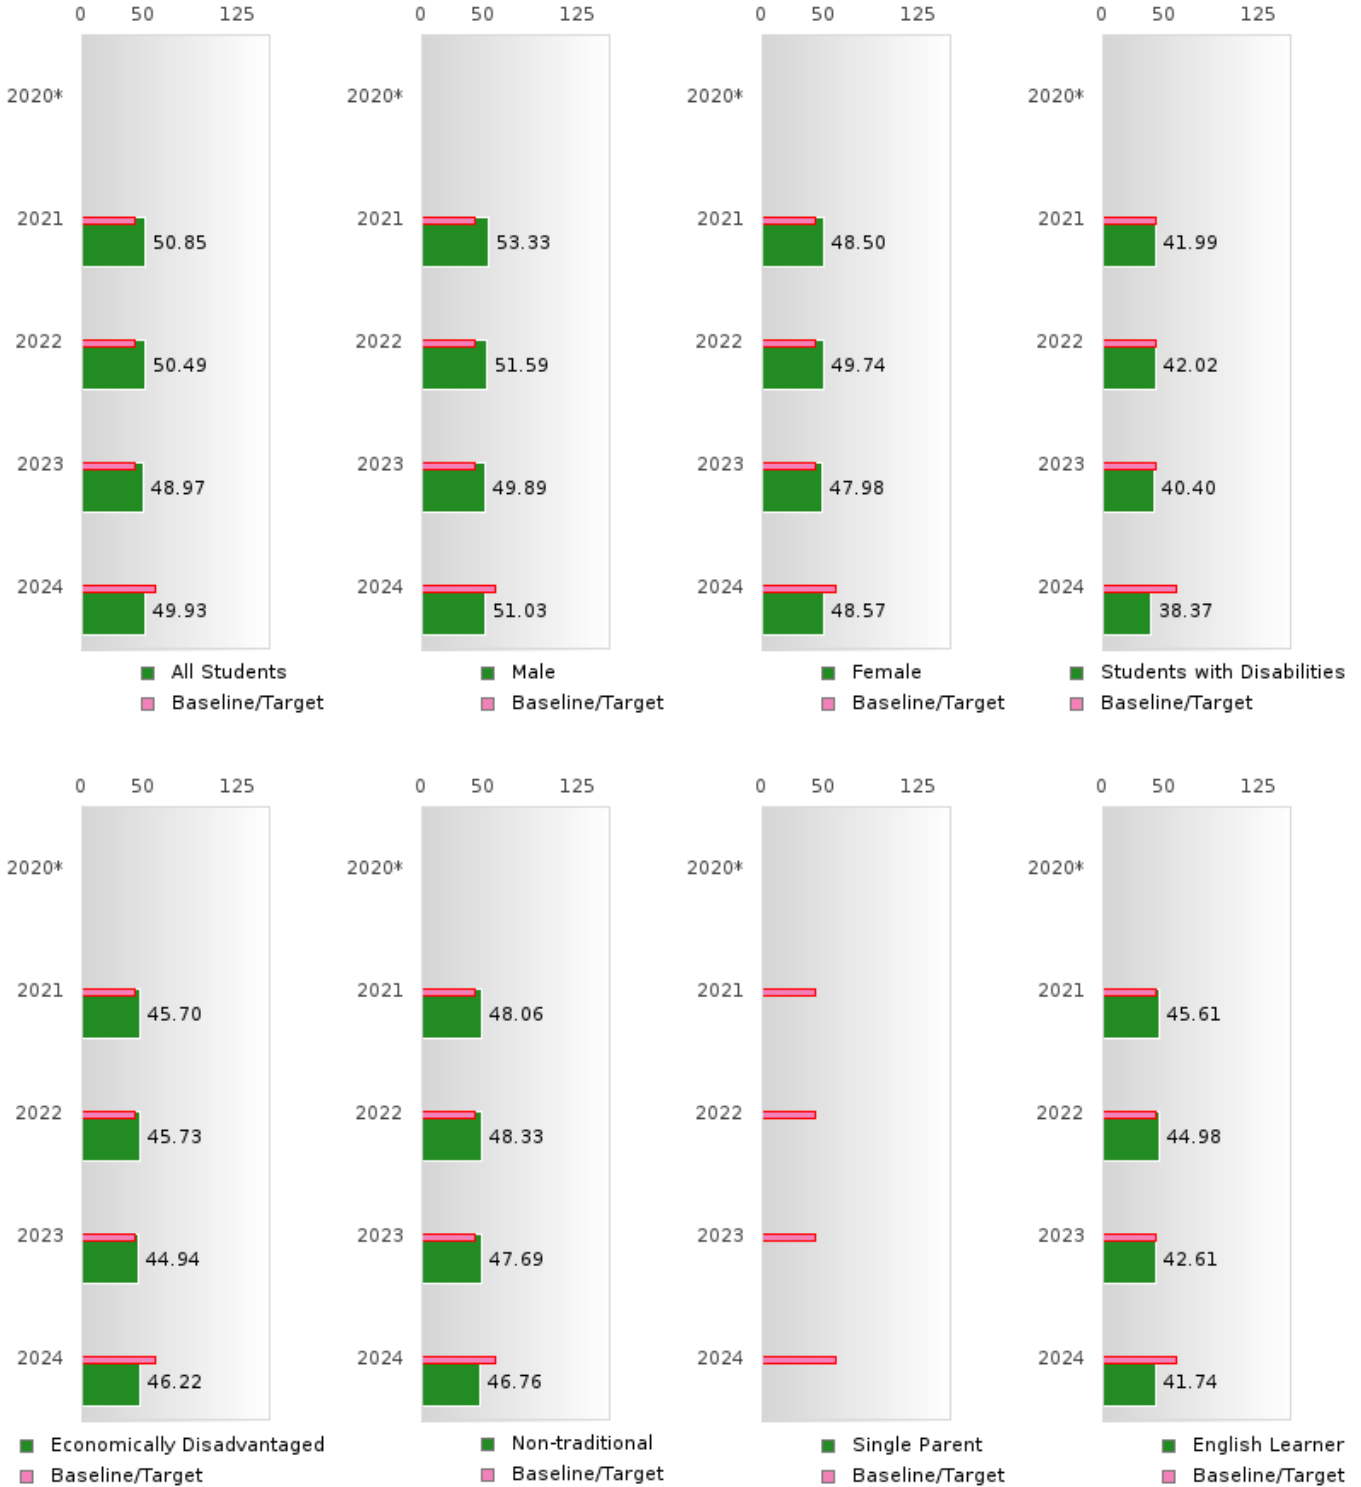 0 50 125 0 50 125 0 50 125 0 50 125
2020* 2020* 2020* 2020*
2021 2021 2021 2021
50.85 53.33 48.50 41.99
2022 2022 2022 2022
50.49 51.59 49.74 42.02
2023 2023 2023 2023
48.97 49.89 47.98 40.40
2024 2024 2024 2024
49.93 51.03 48.57 38.37
All Students Male Female Students with Disabilities
Baseline/Target Baseline/Target Baseline/Target Baseline/Target
0 50 125 0 50 125 0 50 125 0 50 125
2020* 2020* 2020* 2020*
2021 2021 2021 2021
45.70 48.06 45.61
2022 2022 2022 2022
45.73 48.33 44.98
2023 2023 2023 2023
44.94 47.69 42.61
2024 2024 2024 2024
46.22 46.76 41.74
Economically Disadvantaged Non-traditional Single Parent English Learner
Baseline/Target Baseline/Target Baseline/Target Baseline/Target